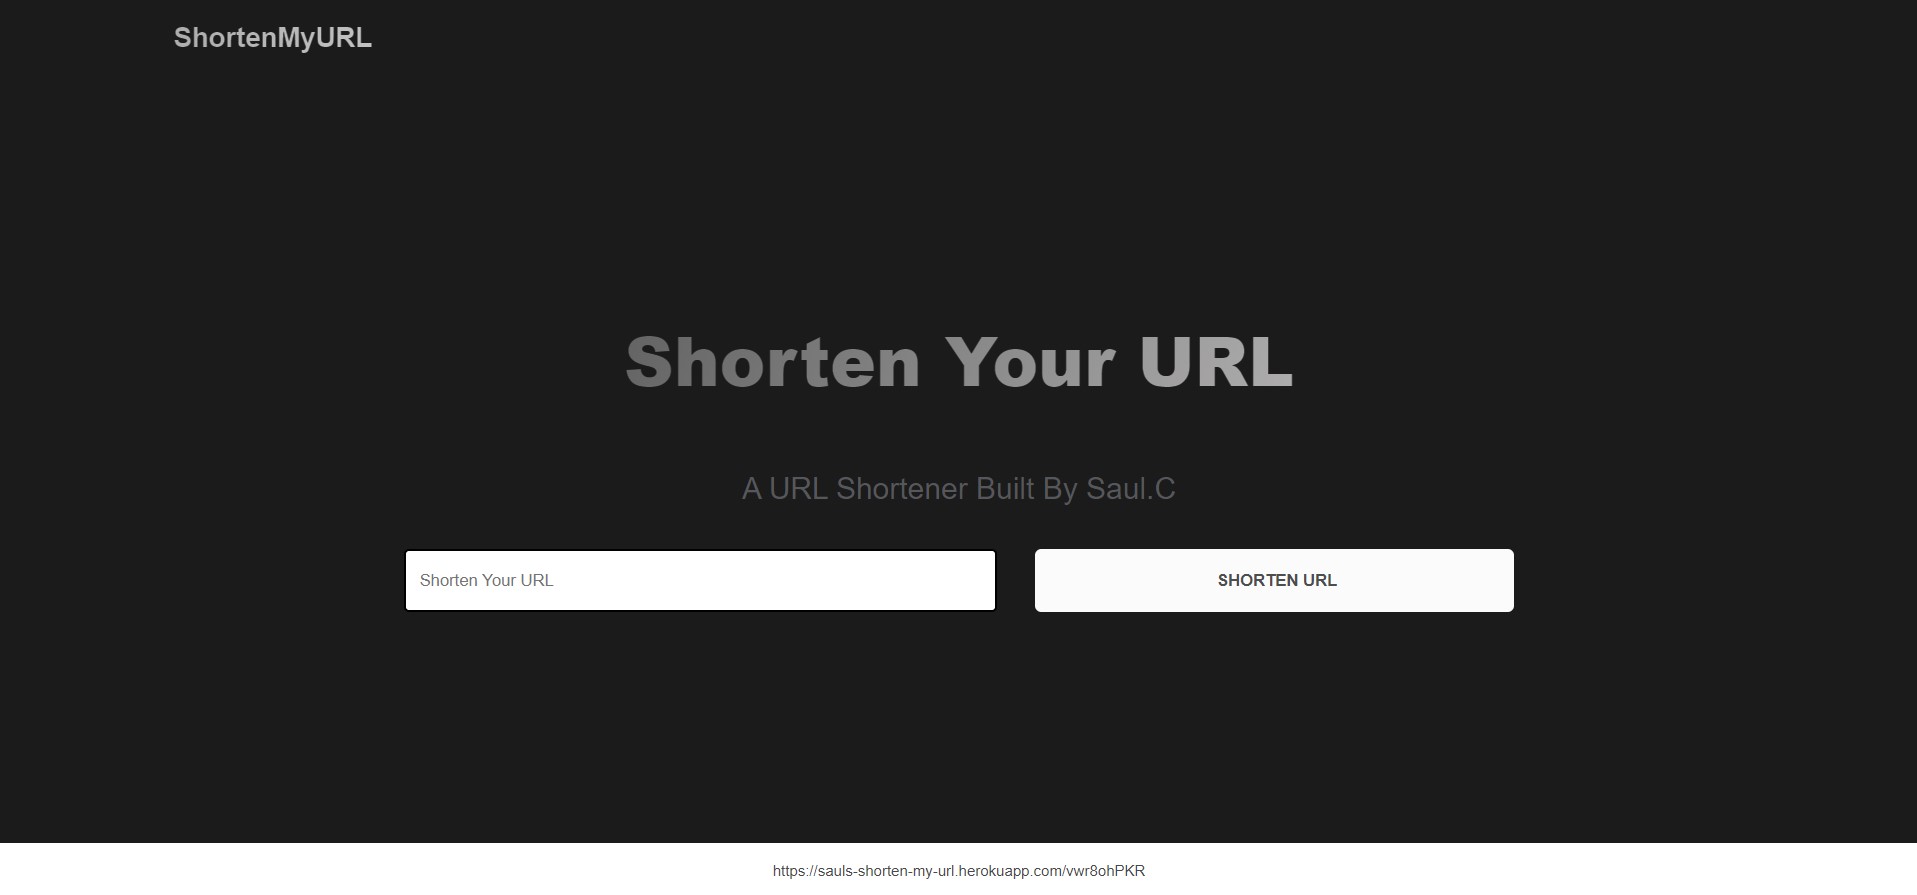 ShortenMyURL
Shorten Your URL
A URL Shortener Built By Saul.C
Shorten Your URL
SHORTEN URL
https://sauls-shorten-my-url.herokuapp.com/vwr8ohPKR